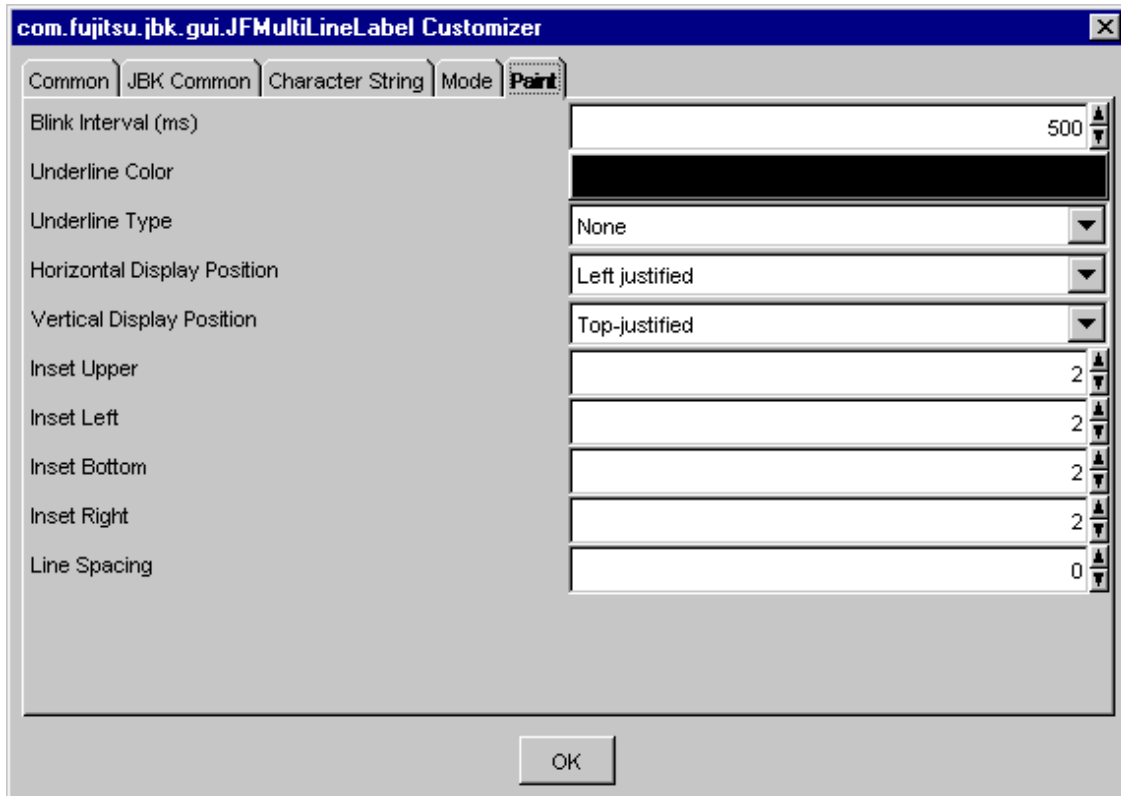 com.fujitsu.jbk.gui.JFMultiLineLabel Customizer
Common JBK Common Character String Mode Paint
Blink Interval (ms) 500
Underline Color
Underline Type None
Horizontal Display Position Left justified
Vertical Display Position Top-justified
Inset Upper 2
Inset Left 2
Inset Bottom 2
Inset Right 2
Line Spacing 0
OK